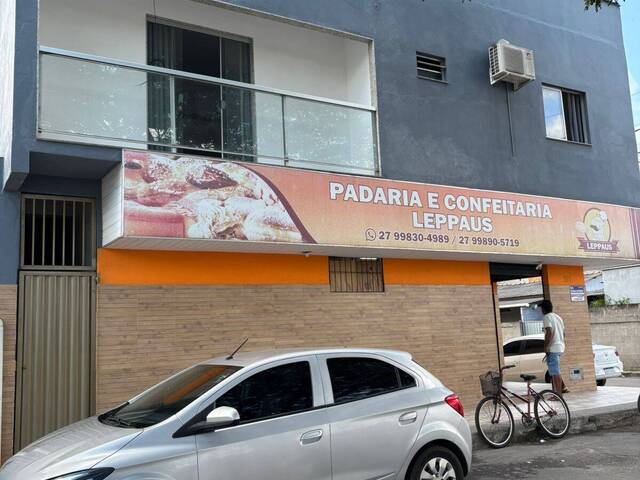 PADARIA E CONFEITARIA
LEPPAUS
27 99830-4989 / 27 99890-5719
LEPPAUS